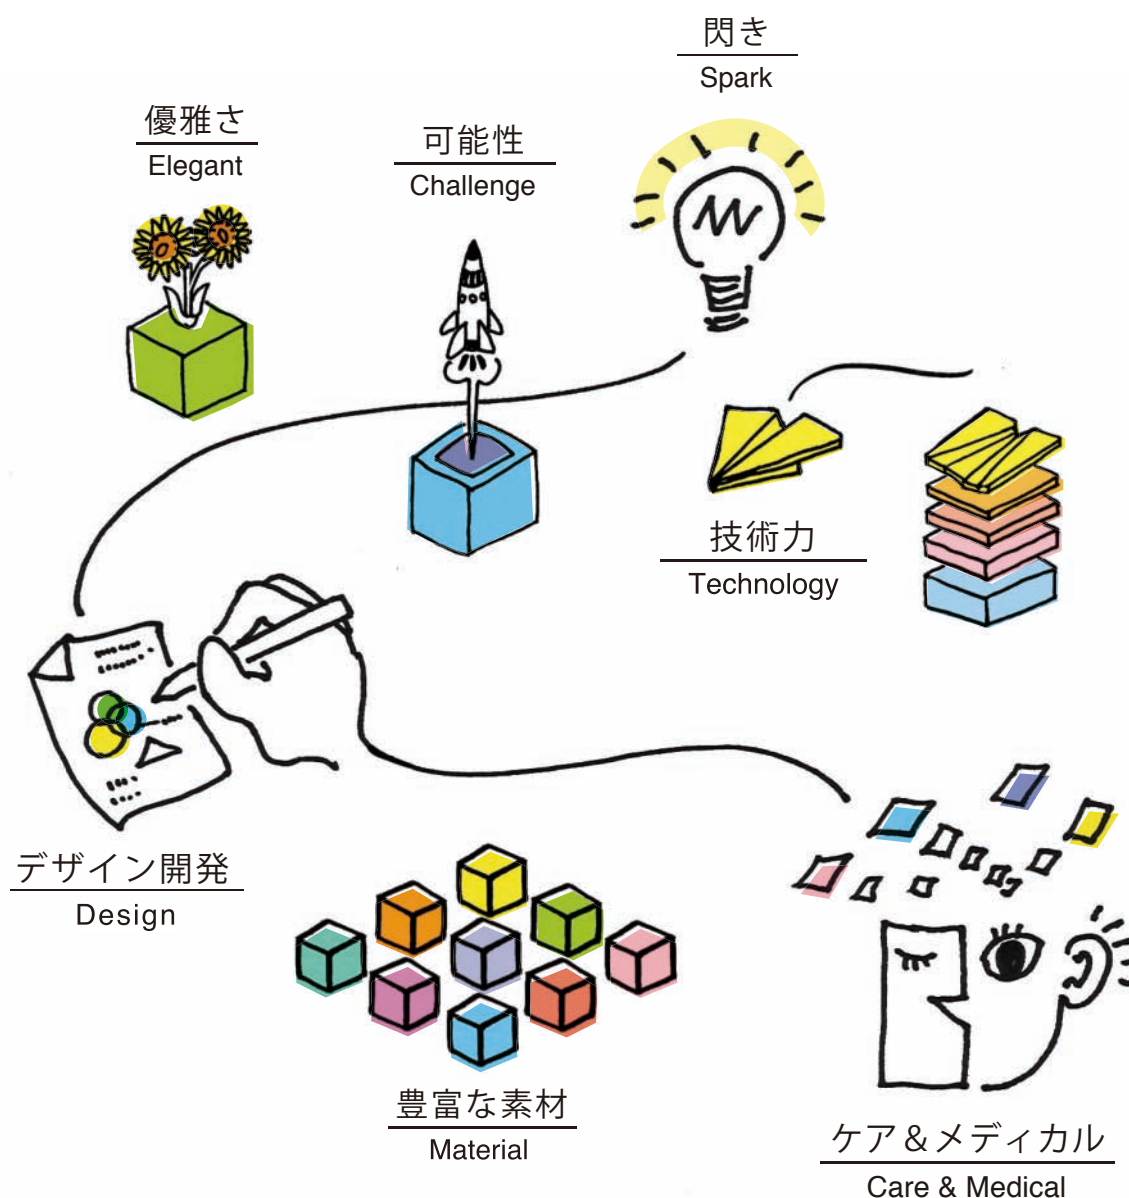 閃き
Spark
優雅さ
Elegant
可能性
Challenge
技術力
Technology
デザイン開発
Design
豊富な素材
Material
ケア＆メディカル
Care & Medical